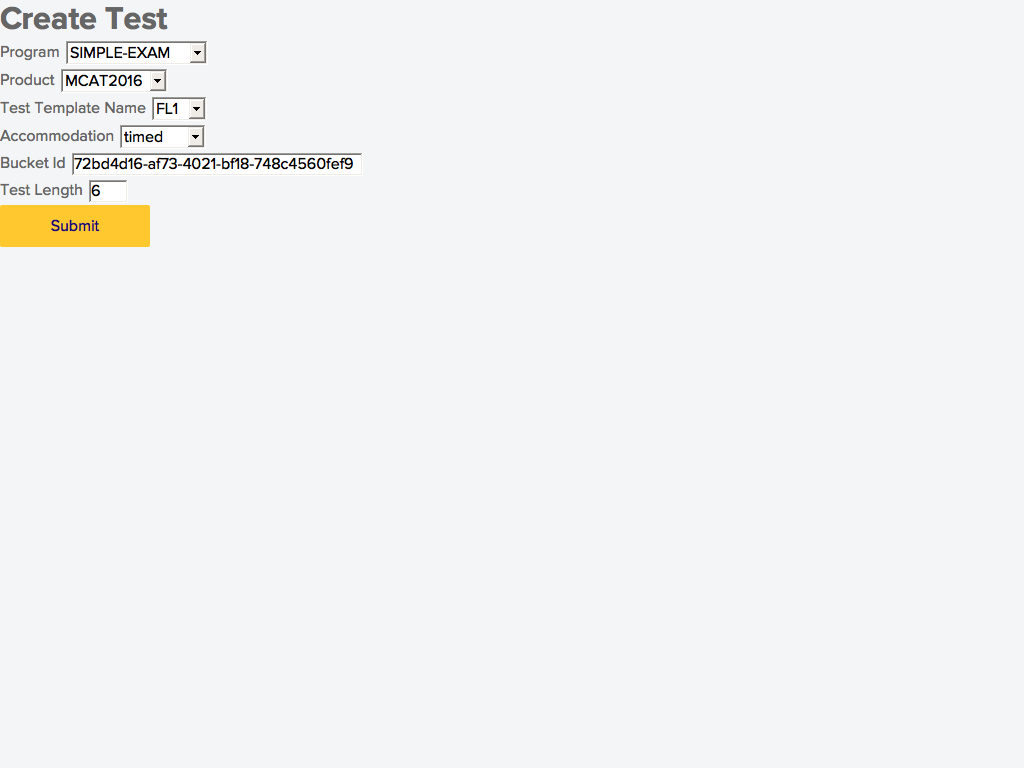 Create Test
Program SIMPLE-EXAM
Product MCAT2016
Test Template Name FL1
Accommodation timed
Bucket Id 72bd4d16-af73-4021-bf18-748c4560fef9
Test Length 6
Submit